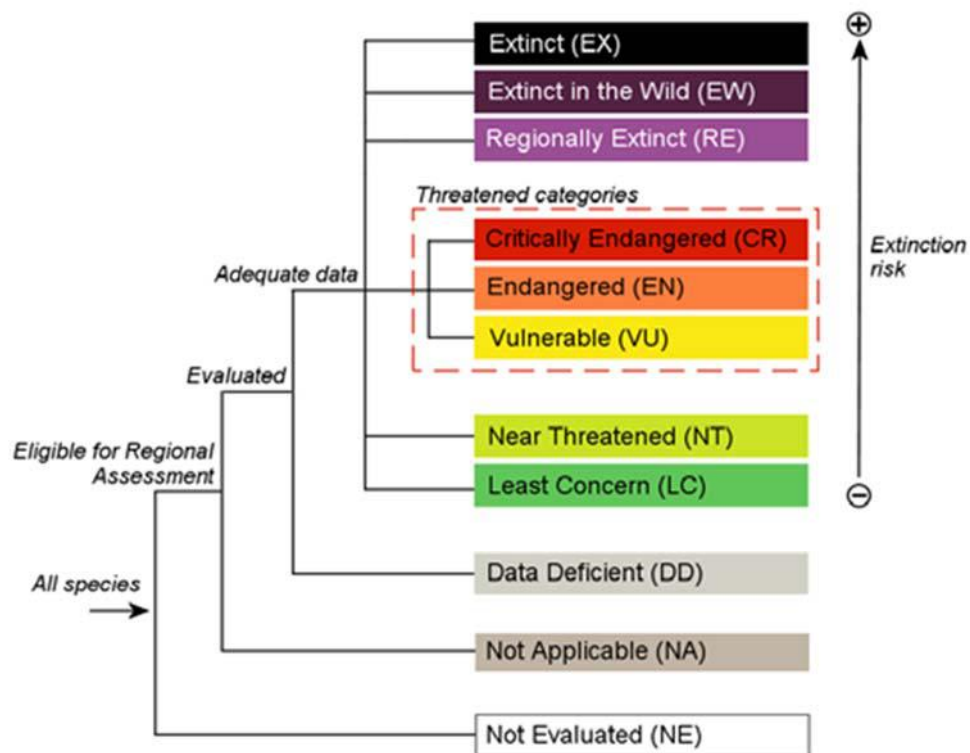 Extinct (EX)
Extinct in the Wild (EW)
Regionally Extinct (RE)
Threatened categories
Critically Endangered (CR)
Endangered (EN)
Vulnerable (VU)
Near Threatened (NT)
Least Concern (LC)
Data Deficient (DD)
Not Applicable (NA)
Not Evaluated (NE)
Adequate data
Evaluated
Eligible for Regional
Assessment
All species
+
Extinction
risk
−